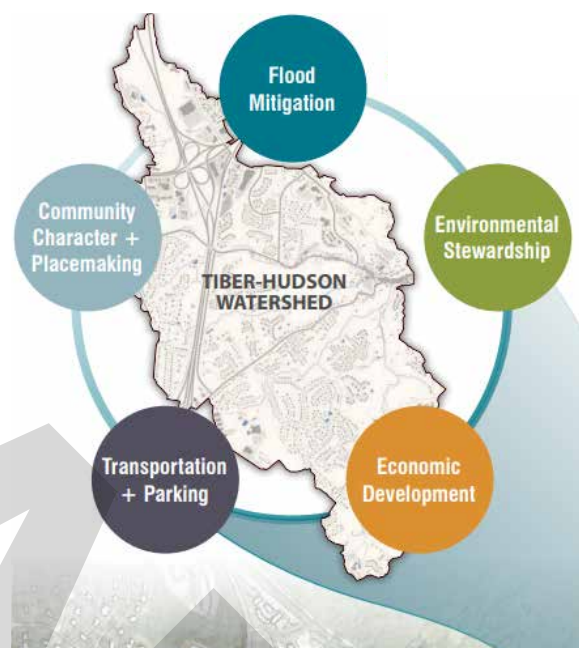 Flood
Mitigation
Community
Character +
Placemaking
Environmental
Stewardship
TIBER-HUDSON
WATERSHED
Transportation
+ Parking
Economic
Development